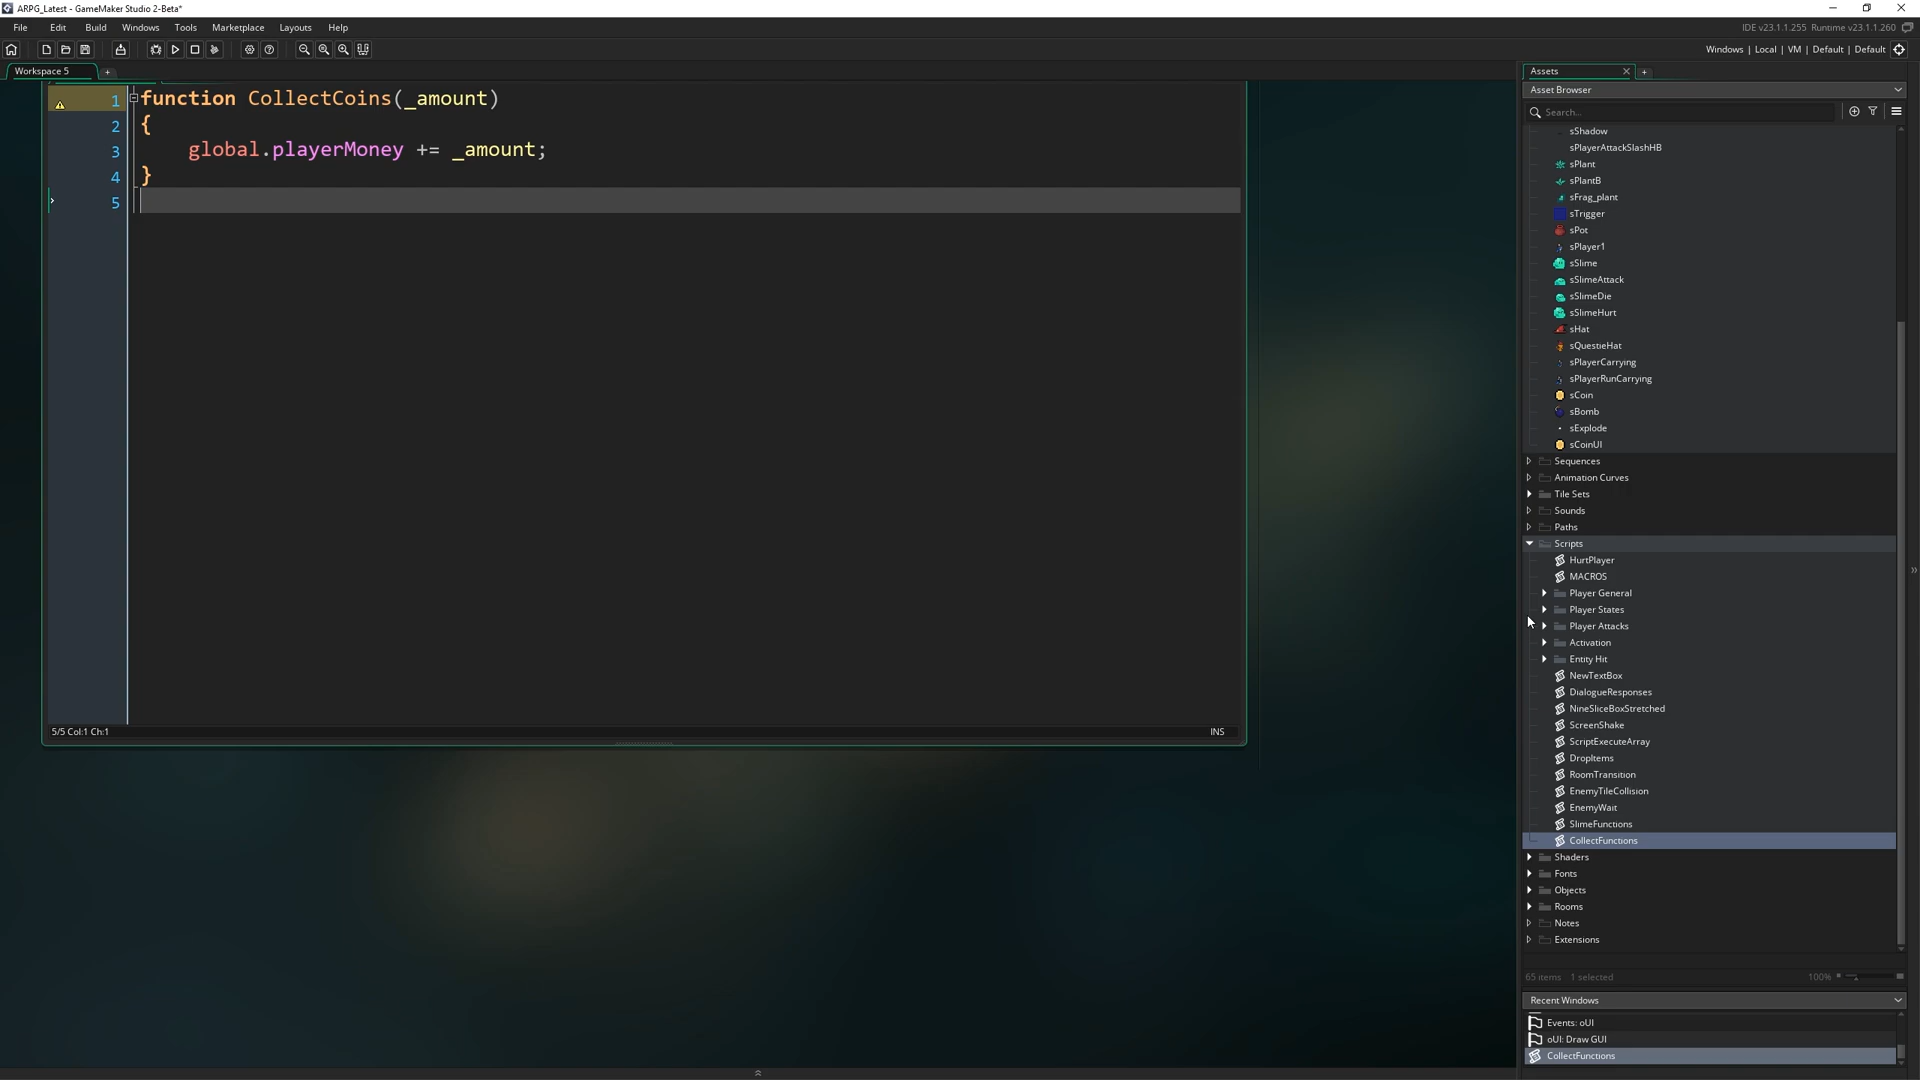 ARPG_Latest - GameMaker Studio 2-Beta*
File Edit Build Windows Tools Marketplace Layouts Help
IDE v23.1.1.255 Runtime v23.1.1.260
Windows | Local | VM | Default | Default
Workspace 5
Assets
Asset Browser
Search...
1 function CollectCoins(_amount)
2 {
3 global.playerMoney += _amount;
4 }
5
5/5 Col:1 Ch:1
INS
sShadow
sPlayerAttackSlashHB
sPlant
sPlantB
sFrag_plant
sTrigger
sPot
sPlayer1
sSlime
sSlimeAttack
sSlimeDie
sSlimeHurt
sHat
sQuestieHat
sPlayerCarrying
sPlayerRunCarrying
sCoin
sBomb
sExplode
sCoinUI
Sequences
Animation Curves
Tile Sets
Sounds
Paths
Scripts
HurtPlayer
MACROS
Player General
Player States
Player Attacks
Activation
Entity Hit
NewTextBox
DialogueResponses
NineSliceBoxStretched
ScreenShake
ScriptExecuteArray
DropItems
RoomTransition
EnemyTileCollision
EnemyWait
SlimeFunctions
CollectFunctions
Shaders
Fonts
Objects
Rooms
Notes
Extensions
65 items 1 selected
100%
Recent Windows
Events: oUI
oUI: Draw GUI
CollectFunctions